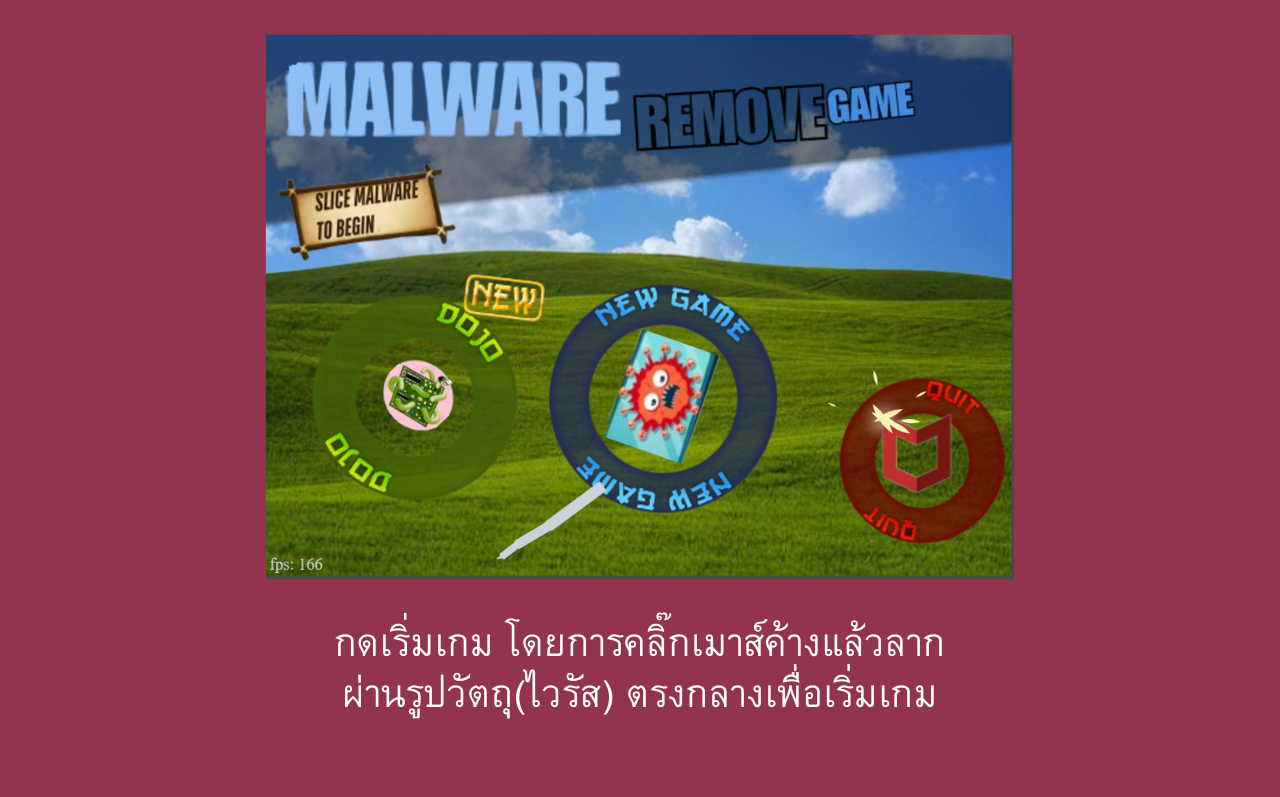 MALWARE
REMOVE GAME
SLICE MALWARE
TO BEGIN
NEW
DOJO
DOJO
NEW GAME
NEW GAME
QUIT
QUIT
fps: 166
กดเริ่มเกม โดยการคลิ๊กเมาส์ค้างแล้วลาก
ผ่านรูปวัตถุ(ไวรัส) ตรงกลางเพื่อเริ่มเกม